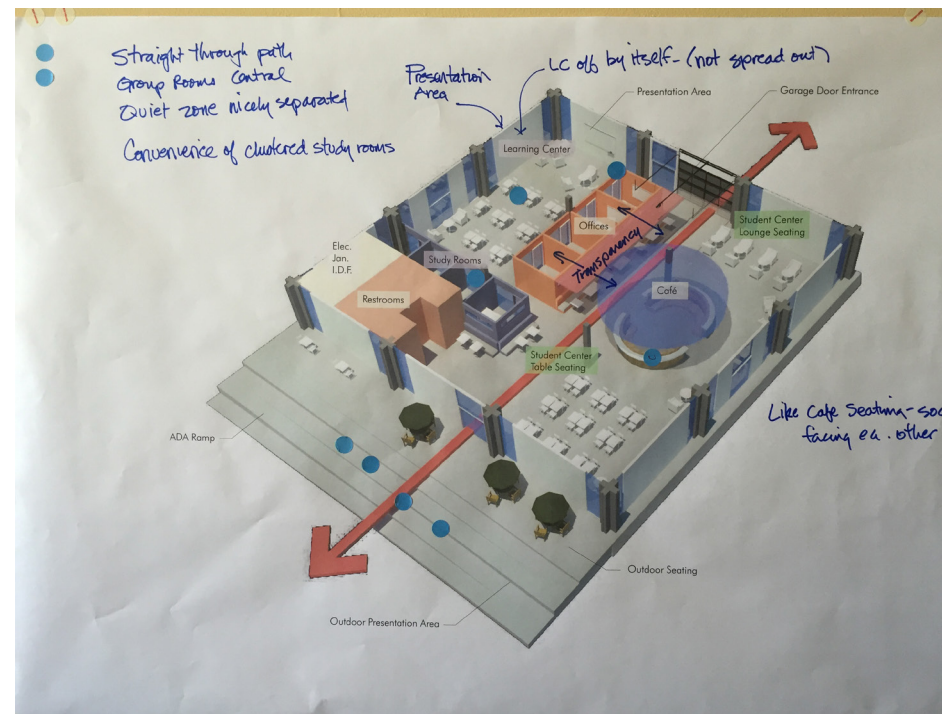 Straight through path
Group Rooms Central
Quiet zone nicely separated
Convenience of clustered study rooms
Presentation
Area
LC off by itself - (not spread out)
Presentation Area
Garage Door Entrance
Learning Center
Student Center
Lounge Seating
Offices
Transparency
Elec.
Jan.
I.D.F.
Study Rooms
Restrooms
Café
Student Center
Table Seating
Like Cafe Seating - soc
facing ea. other
ADA Ramp
Outdoor Seating
Outdoor Presentation Area